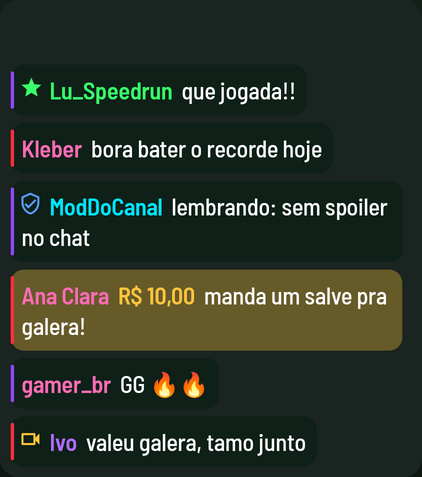 Lu_Speedrun que jogada!!
Kleber bora bater o recorde hoje
ModDoCanal lembrando: sem spoiler
no chat
Ana Clara R$ 10,00 manda um salve pra
galera!
gamer_br GG 🔥🔥
Ivo valeu galera, tamo junto